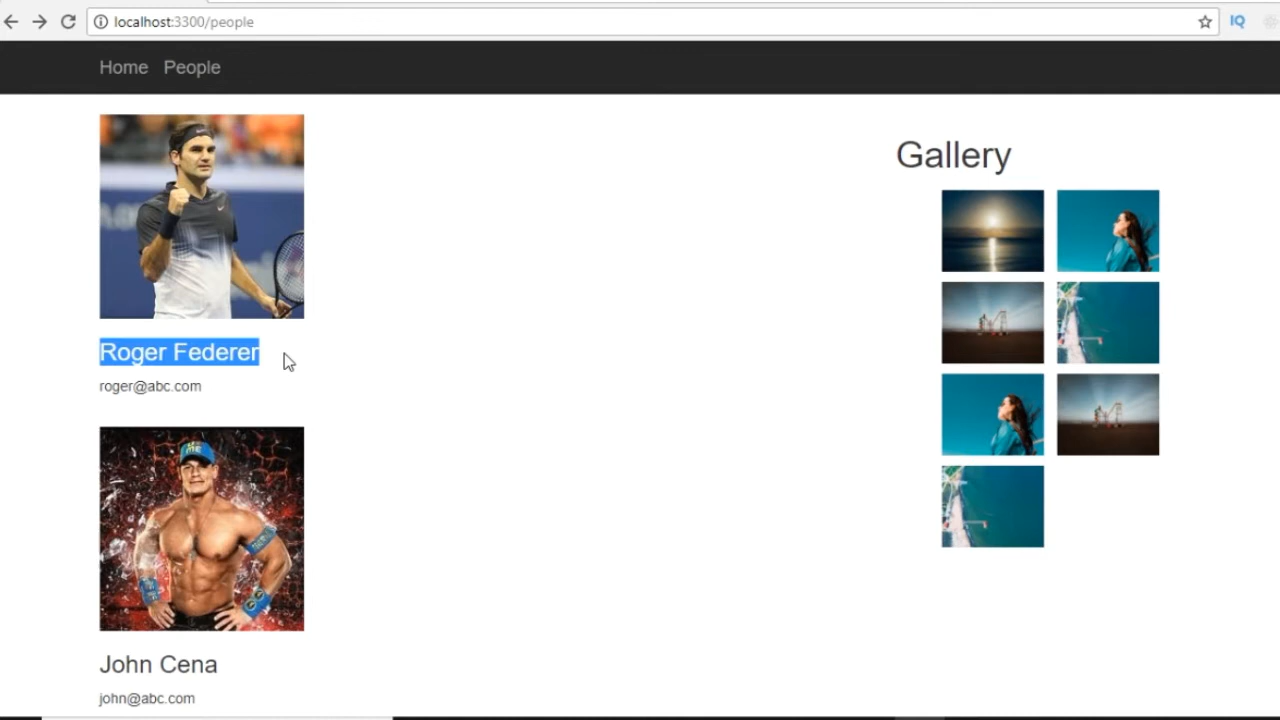 localhost:3300/people
IQ
Home People
Roger Federer
roger@abc.com
John Cena
john@abc.com
Gallery